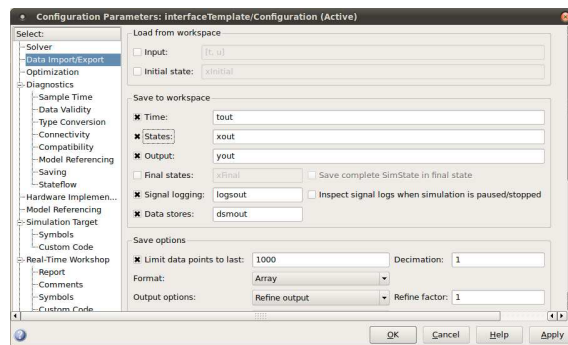 Configuration Parameters: interfaceTemplate/Configuration (Active)
Select:
Solver
Data Import/Export
Optimization
Diagnostics
Sample Time
Data Validity
Type Conversion
Connectivity
Compatibility
Model Referencing
Saving
Stateflow
Hardware Implemen...
Model Referencing
Simulation Target
Symbols
Custom Code
Real-Time Workshop
Report
Comments
Symbols
Custom Code
Load from workspace
Input: [t, u]
Initial state: xInitial
Save to workspace
Time: tout
States: xout
Output: yout
Final states: xFinal Save complete SimState in final state
Signal logging: logsout Inspect signal logs when simulation is paused/stopped
Data stores: dsmout
Save options
Limit data points to last: 1000 Decimation: 1
Format: Array
Output options: Refine output Refine factor: 1
OK Cancel Help Apply